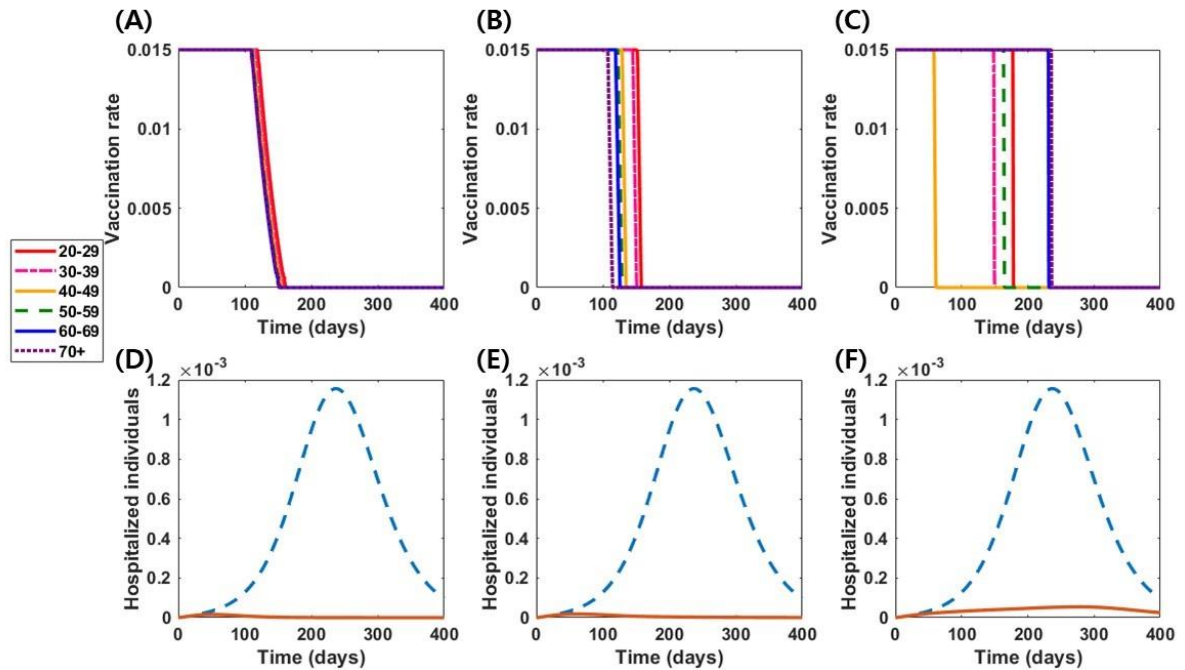 (A)
Vaccination rate
0.015
0.01
0.005
0
0 100 200 300 400
Time (days)
(B)
Vaccination rate
0.015
0.01
0.005
0
0 100 200 300 400
Time (days)
(C)
Vaccination rate
0.015
0.01
0.005
0
0 100 200 300 400
Time (days)
20-29
30-39
40-49
50-59
60-69
70+
(D)
×10-3
Hospitalized individuals
1.2
1
0.8
0.6
0.4
0.2
0
0 100 200 300 400
Time (days)
(E)
×10-3
Hospitalized individuals
1.2
1
0.8
0.6
0.4
0.2
0
0 100 200 300 400
Time (days)
(F)
×10-3
Hospitalized individuals
1.2
1
0.8
0.6
0.4
0.2
0
0 100 200 300 400
Time (days)